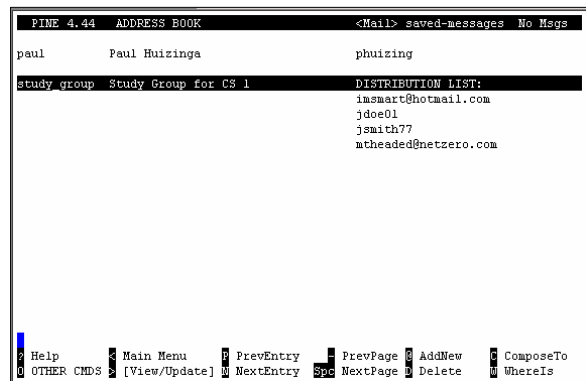 PINE 4.44 ADDRESS BOOK <Mail> saved-messages No Msgs
paul Paul Huizinga phuizing
study_group Study Group for CS 1 DISTRIBUTION LIST:
imsmart@hotmail.com
jdoe01
jsmith77
mtheaded@netzero.com
? Help < Main Menu P PrevEntry - PrevPage @ AddNew C ComposeTo
O OTHER CMDS > [View/Update] N NextEntry Spc NextPage D Delete W WhereIs